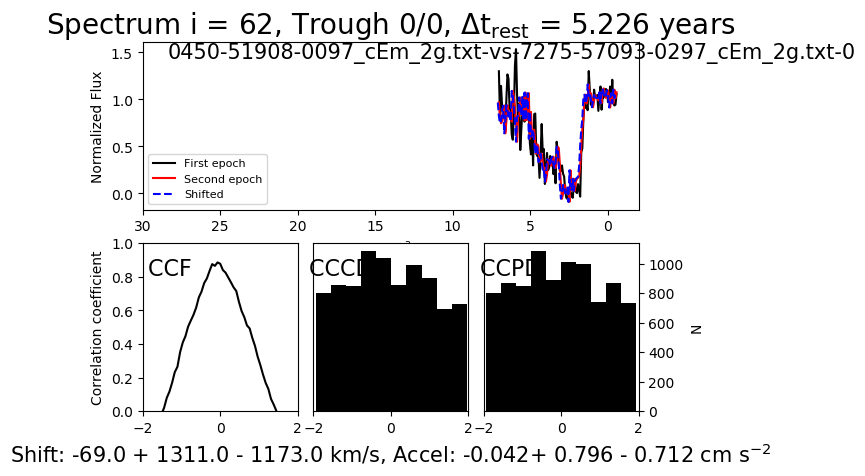 Spectrum i = 62, Trough 0/0, Δt_rest = 5.226 years
0450-51908-0097_cEm_2g.txt-vs-7275-57093-0297_cEm_2g.txt-0
Normalized Flux
1.5
1.0
0.5
0.0
First epoch
Second epoch
Shifted
30 25 20 15 10 5 0
Correlation coefficient
1.0
0.8
0.6
0.4
0.2
0.0
CCF
CCCD
CCPD
1000
800
600
400
200
0
N
−2 0 −2 0 −2 0 2
Shift: -69.0 + 1311.0 - 1173.0 km/s, Accel: -0.042+ 0.796 - 0.712 cm s⁻²